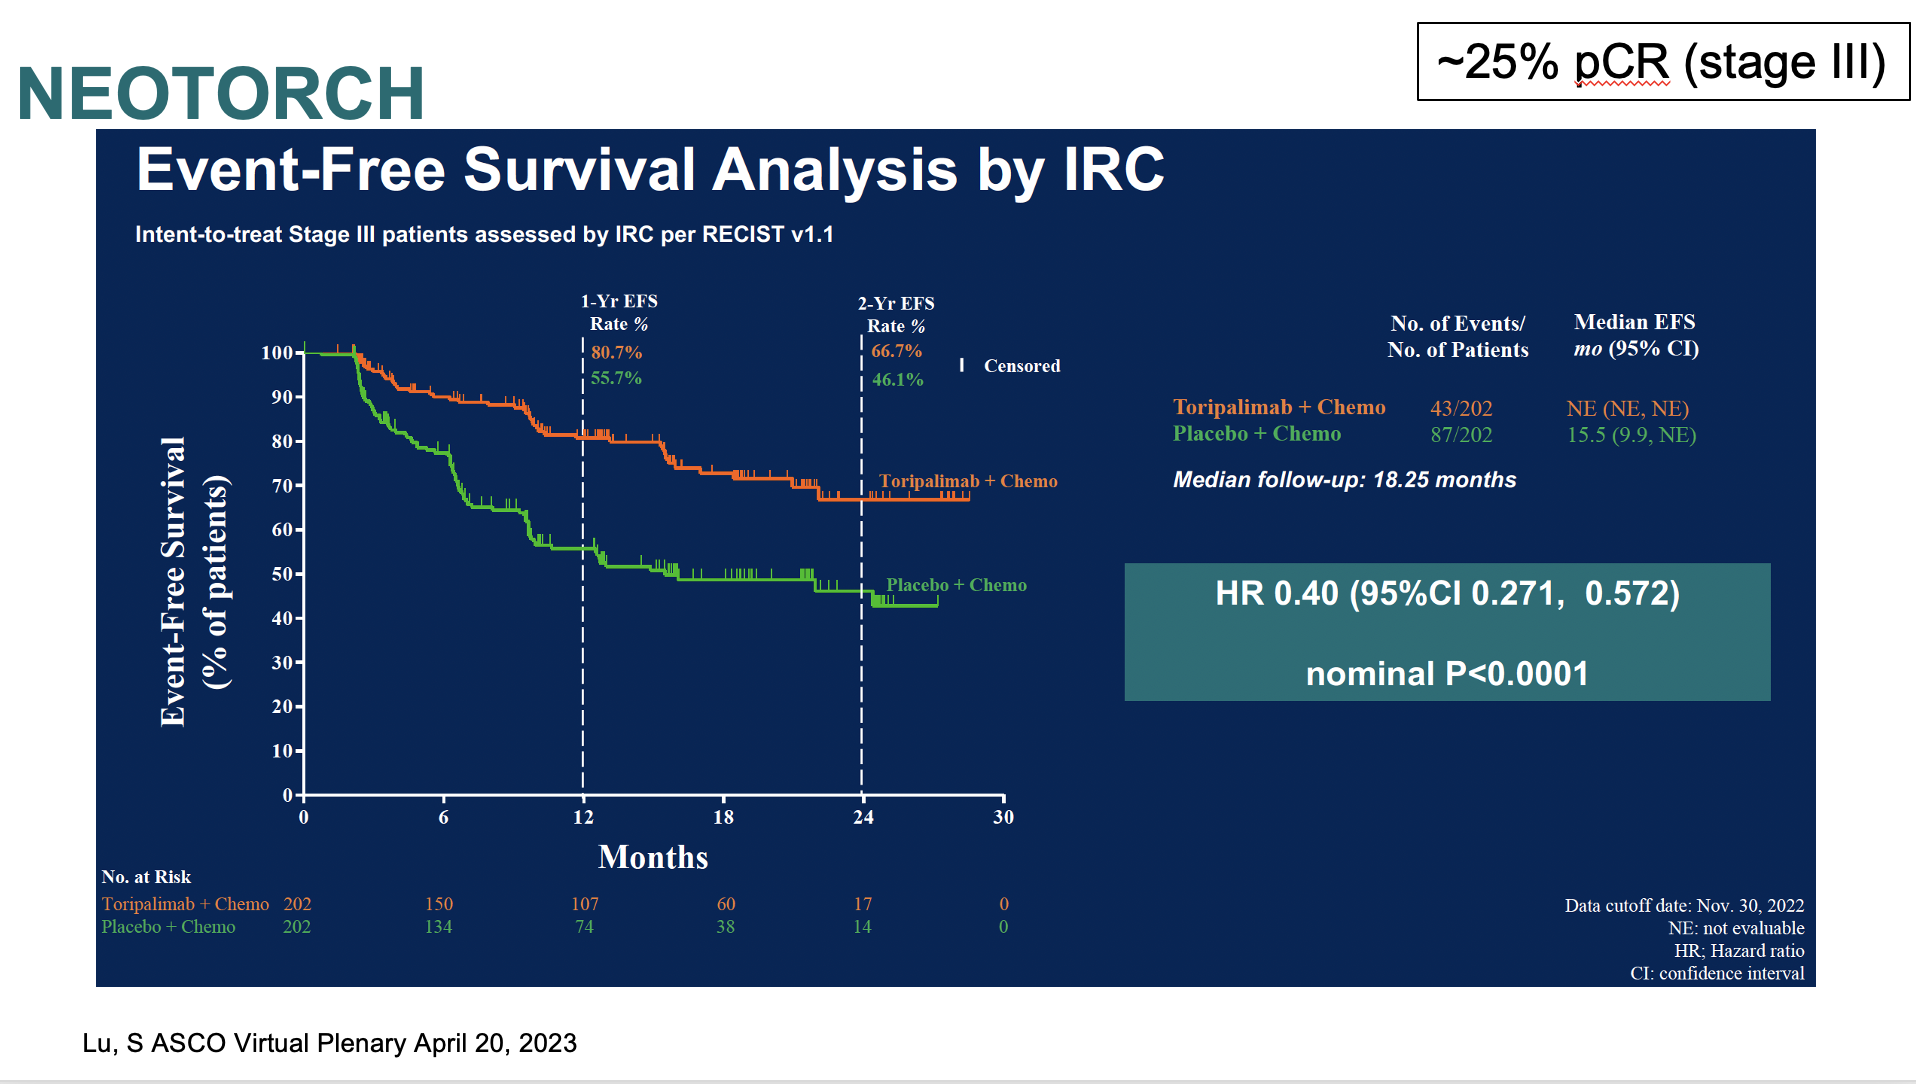 ~25% pCR (stage III)
NEOTORCH
Event-Free Survival Analysis by IRC
Intent-to-treat Stage III patients assessed by IRC per RECIST v1.1
1-Yr EFS
Rate %
80.7%
55.7%
2-Yr EFS
Rate %
66.7%
46.1%
Censored
Event-Free Survival
(% of patients)
100
90
80
70
60
50
40
30
20
10
0
Toripalimab + Chemo
Placebo + Chemo
0 6 12 18 24 30
Months
No. of Events/
No. of Patients
Median EFS
mo (95% CI)
Toripalimab + Chemo 43/202 NE (NE, NE)
Placebo + Chemo 87/202 15.5 (9.9, NE)
Median follow-up: 18.25 months
HR 0.40 (95%CI 0.271, 0.572)
nominal P<0.0001
No. at Risk
Toripalimab + Chemo 202 150 107 60 17 0
Placebo + Chemo 202 134 74 38 14 0
Data cutoff date: Nov. 30, 2022
NE: not evaluable
HR; Hazard ratio
CI: confidence interval
Lu, S ASCO Virtual Plenary April 20, 2023